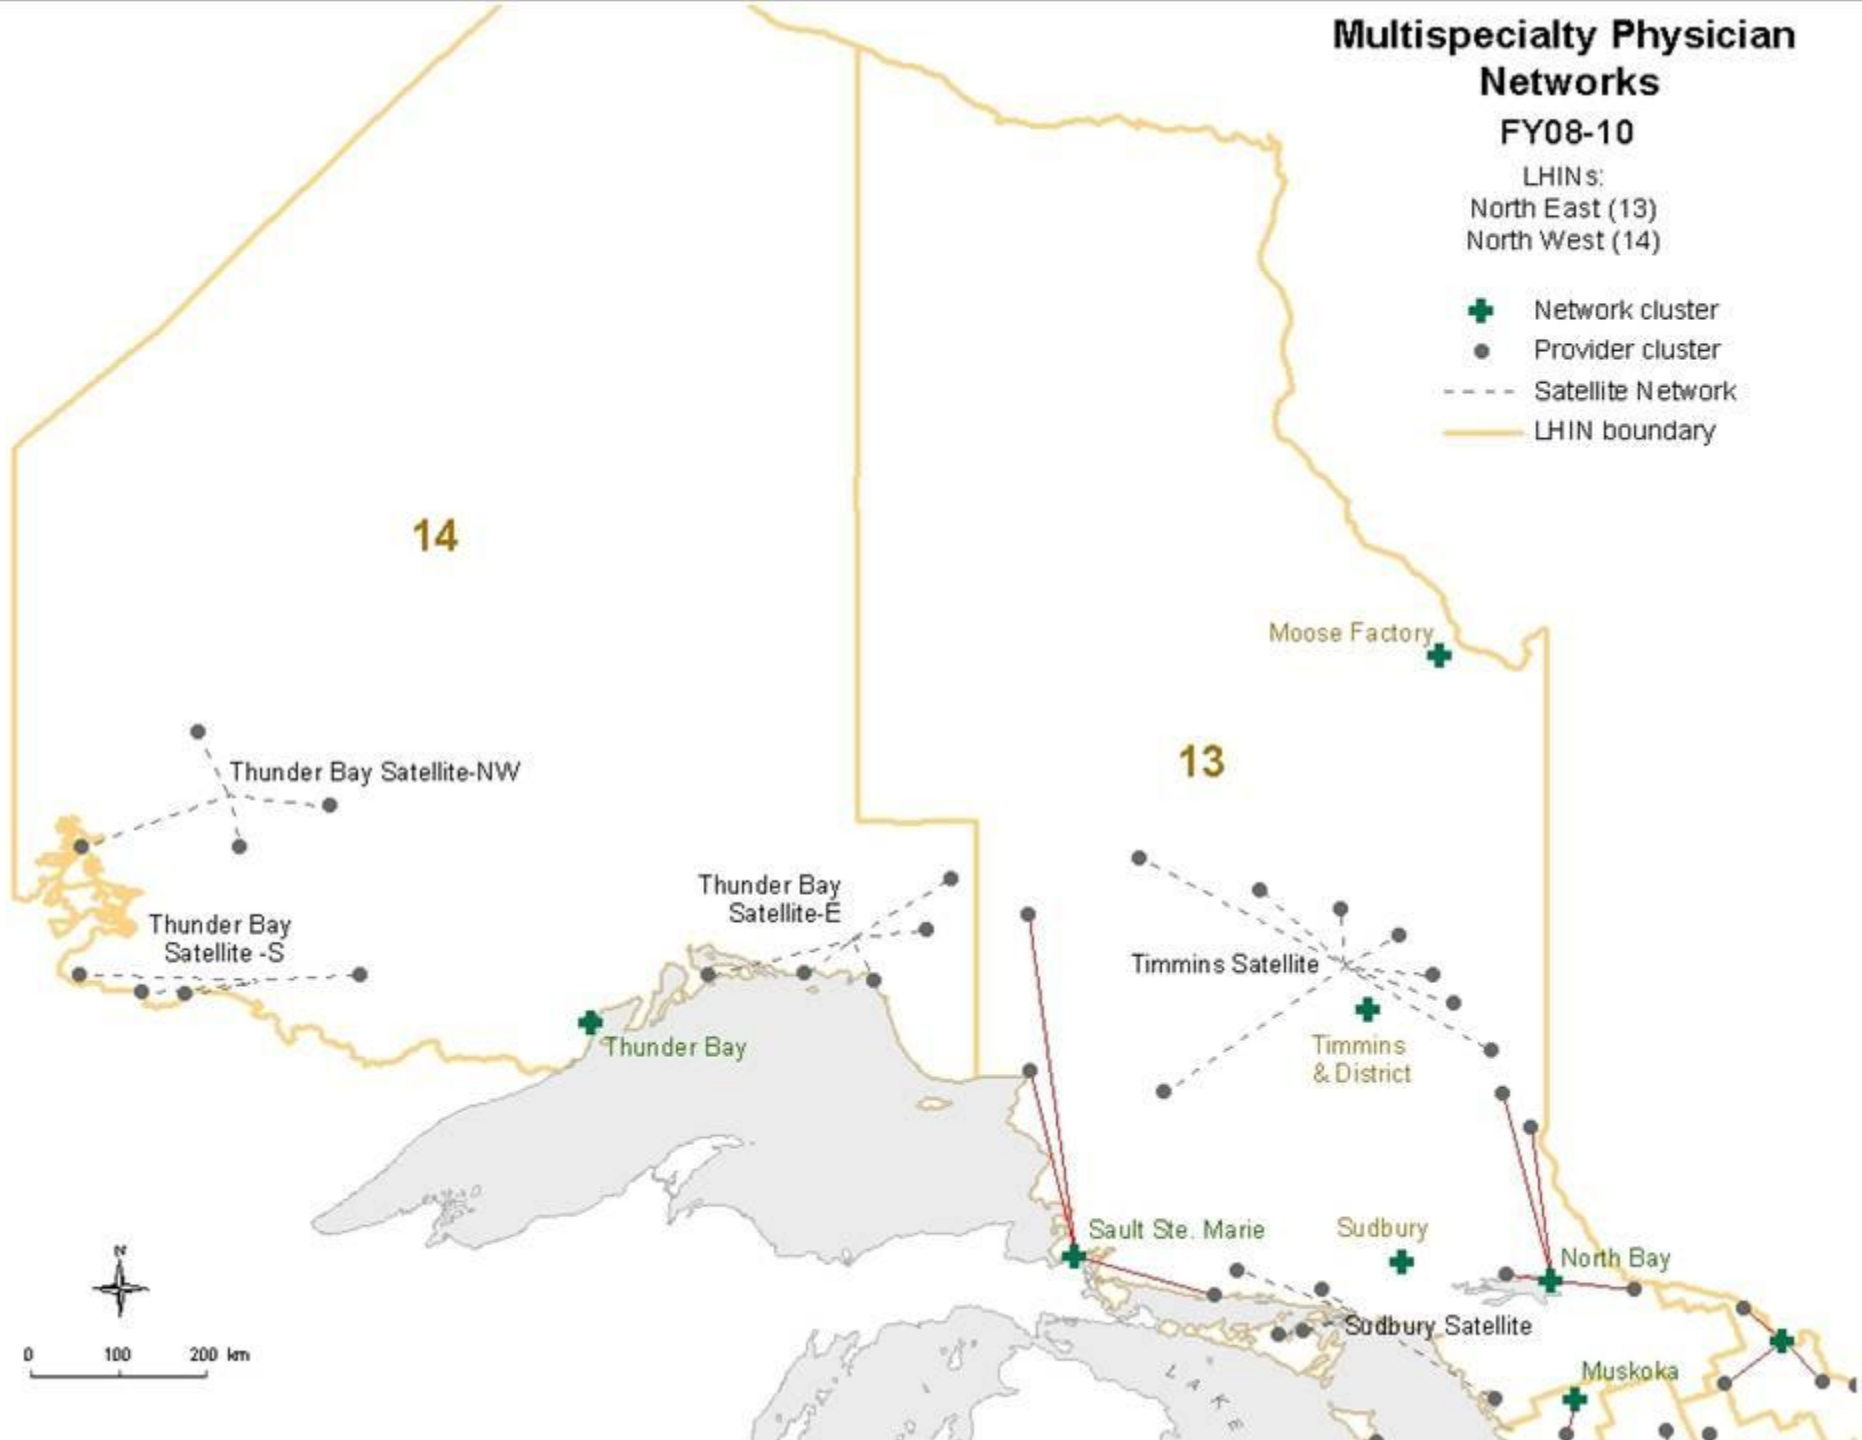 Multispecialty Physician
Networks
FY08-10
LHINs:
North East (13)
North West (14)
Network cluster
Provider cluster
Satellite Network
LHIN boundary
14
Moose Factory
13
Thunder Bay Satellite-NW
Thunder Bay
Satellite-E
Thunder Bay
Satellite -S
Timmins Satellite
Thunder Bay
Timmins
& District
Sault Ste. Marie
Sudbury
North Bay
N
Sudbury Satellite
0 100 200 km
Muskoka
LAKE